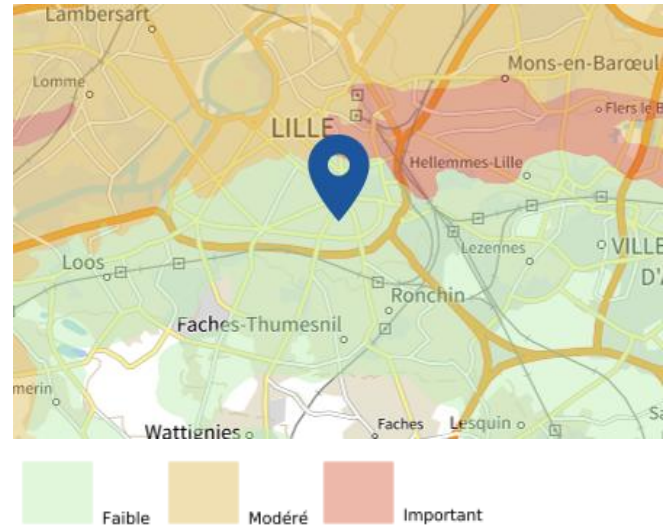 Lambersart
Lomme
Mons-en-Barœul
Flers le B
LILLE
Hellemmes-Lille
Lezennes
VILLE
D'A
Loos
Ronchin
Faches-Thumesnil
merin
Wattignies
Faches
Lesquin
Sa
Faible
Modéré
Important